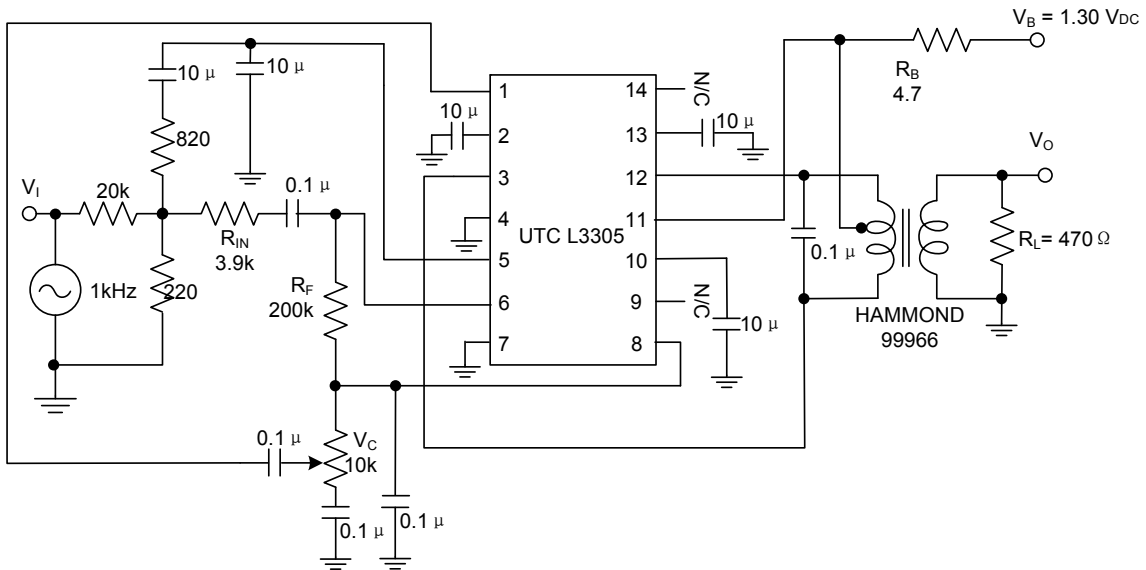 V_B = 1.30 V_DC
R_B
4.7
10 μ
10 μ
820
V_I
20k
R_IN
3.9k
0.1 μ
1kHz
220
R_F
200k
V_C
10k
0.1 μ
0.1 μ
0.1 μ
10 μ
1
2
3
4
5
6
7
UTC L3305
14
13
12
11
10
9
8
N/C
10 μ
N/C
10 μ
0.1 μ
V_O
R_L= 470 Ω
HAMMOND
99966